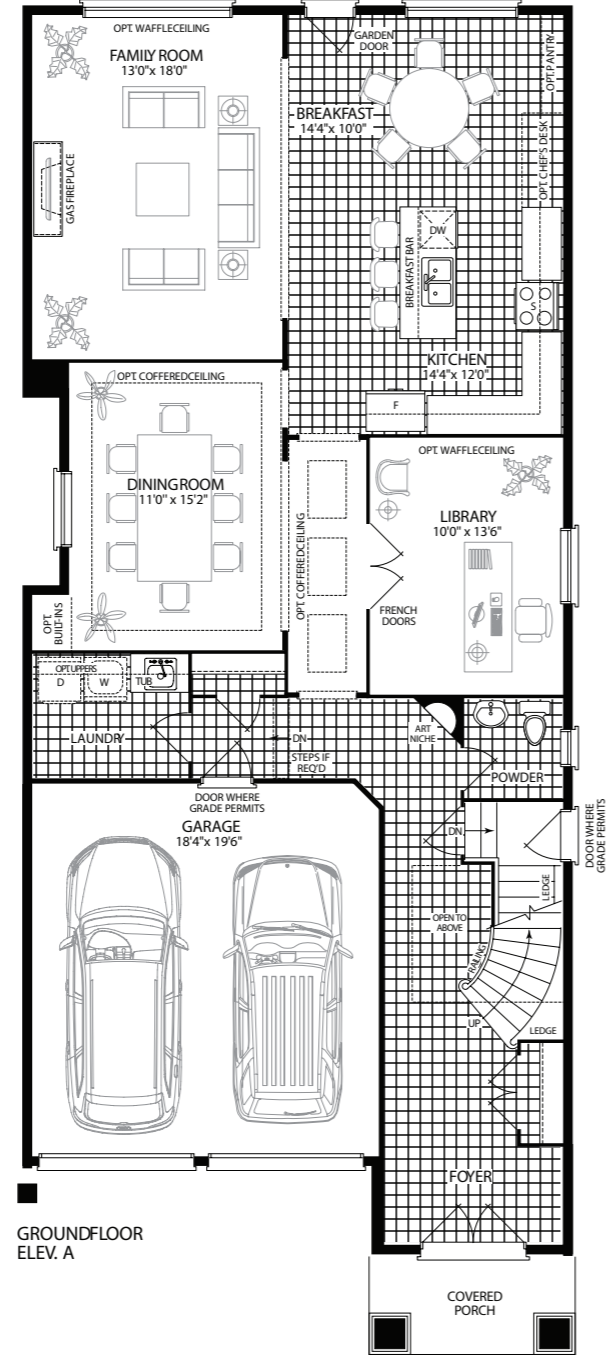 OPT. WAFFLECEILING
FAMILY ROOM
13'0"x 18'0"
GAS FIREPLACE
GARDEN
DOOR
BREAKFAST
14'4"x 10'0"
OPT. PANTRY
OPT. CHEF'S DESK
DW
BREAKFAST BAR
S
KITCHEN
14'4"x 12'0"
F
OPT. COFFEREDCEILING
DININGROOM
11'0" x 15'2"
OPT.
BUILT-INS
OPT. COFFEREDCEILING
OPT. WAFFLECEILING
LIBRARY
10'0" x 13'6"
FRENCH
DOORS
OPT.UPPERS
D
W
TUB
LAUNDRY
DN
STEPS IF
REQ'D
ART
NICHE
POWDER
DOOR WHERE
GRADE PERMITS
GARAGE
18'4"x 19'6"
DN
DOOR WHERE
GRADE PERMITS
LEDGE
OPEN TO
ABOVE
RAILING
UP
LEDGE
FOYER
GROUNDFLOOR
ELEV. A
COVERED
PORCH